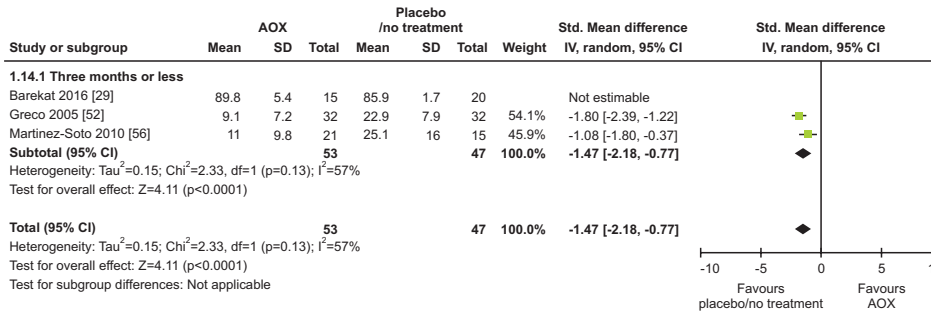 Placebo
AOX /no treatment Std. Mean difference Std. Mean difference
Study or subgroup Mean SD Total Mean SD Total Weight IV, random, 95% CI IV, random, 95% CI
1.14.1 Three months or less
Barekat 2016 [29] 89.8 5.4 15 85.9 1.7 20 Not estimable
Greco 2005 [52] 9.1 7.2 32 22.9 7.9 32 54.1% -1.80 [-2.39, -1.22]
Martinez-Soto 2010 [56] 11 9.8 21 25.1 16 15 45.9% -1.08 [-1.80, -0.37]
Subtotal (95% CI) 53 47 100.0% -1.47 [-2.18, -0.77]
Heterogeneity: Tau²=0.15; Chi²=2.33, df=1 (p=0.13); I²=57%
Test for overall effect: Z=4.11 (p<0.0001)
Total (95% CI) 53 47 100.0% -1.47 [-2.18, -0.77]
Heterogeneity: Tau²=0.15; Chi²=2.33, df=1 (p=0.13); I²=57%
Test for overall effect: Z=4.11 (p<0.0001)
Test for subgroup differences: Not applicable
-10 -5 0 5
Favours Favours
placebo/no treatment AOX